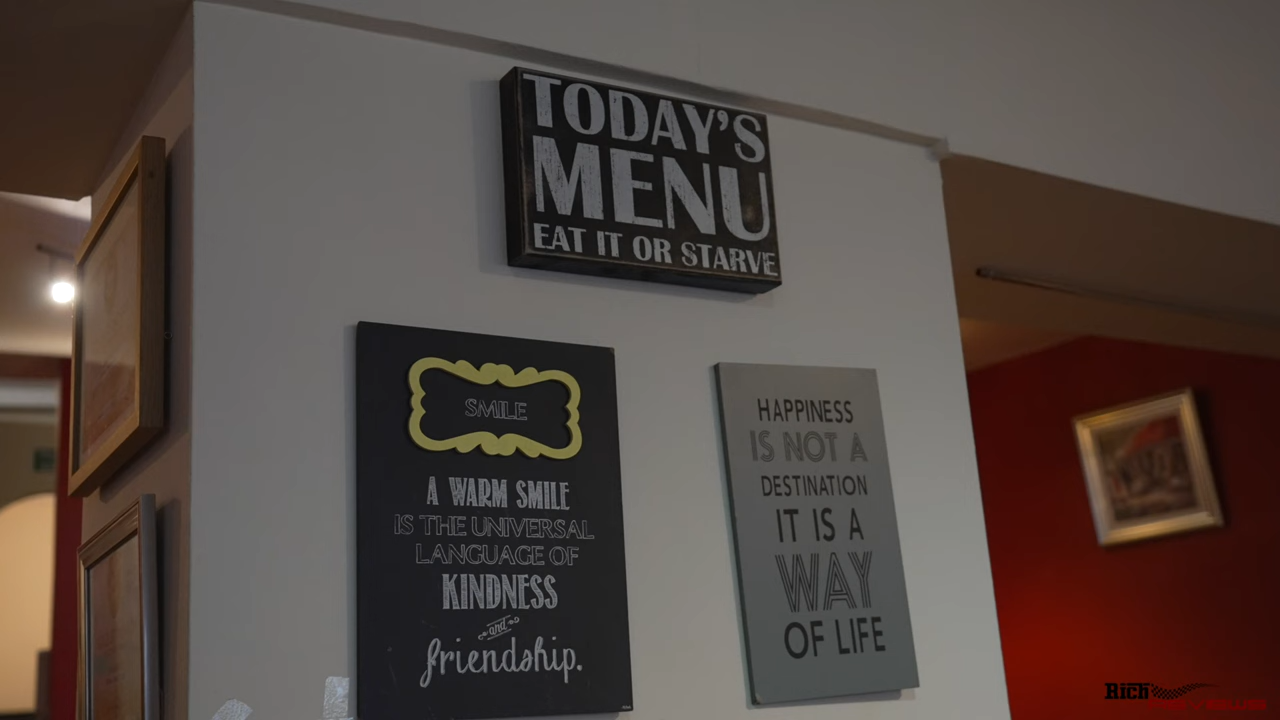 TODAY'S
MENU
EAT IT OR STARVE
SMILE
A WARM SMILE
IS THE UNIVERSAL
LANGUAGE OF
KINDNESS
and
friendship.
HAPPINESS
IS NOT A
DESTINATION
IT IS A
WAY
OF LIFE
Rich